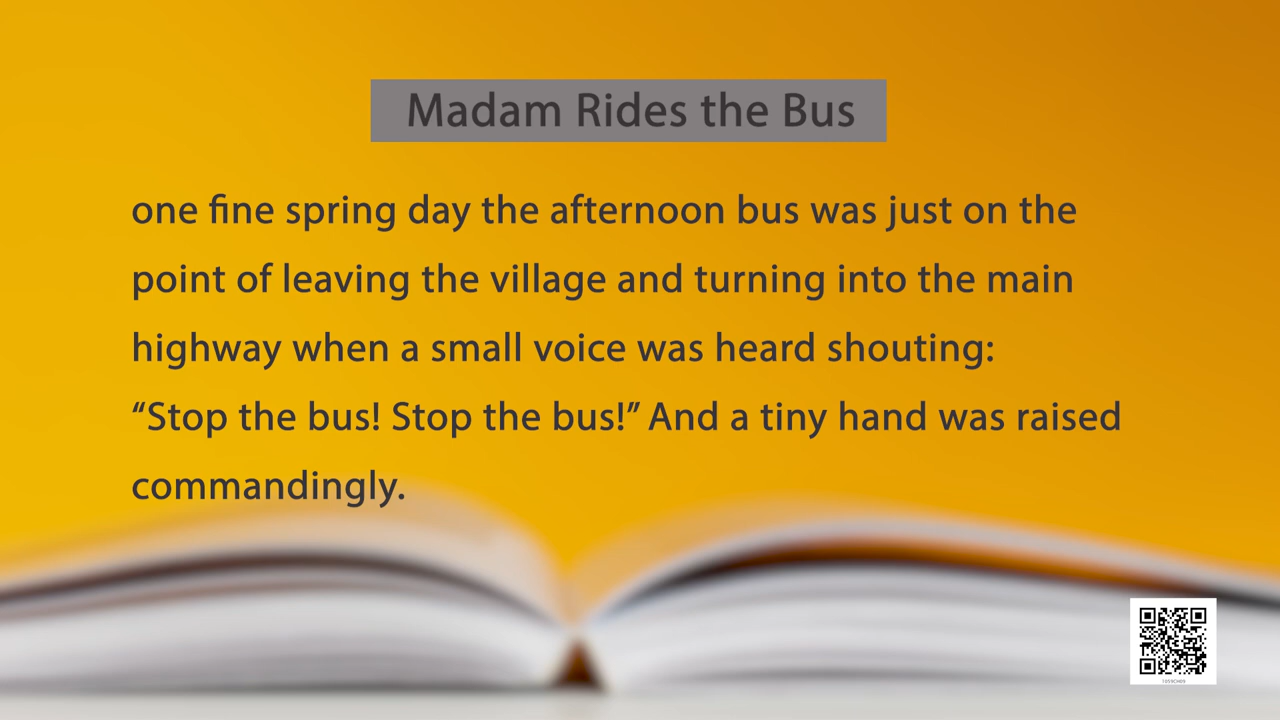 Madam Rides the Bus
one fine spring day the afternoon bus was just on the
point of leaving the village and turning into the main
highway when a small voice was heard shouting:
“Stop the bus! Stop the bus!” And a tiny hand was raised
commandingly.
1059CH09